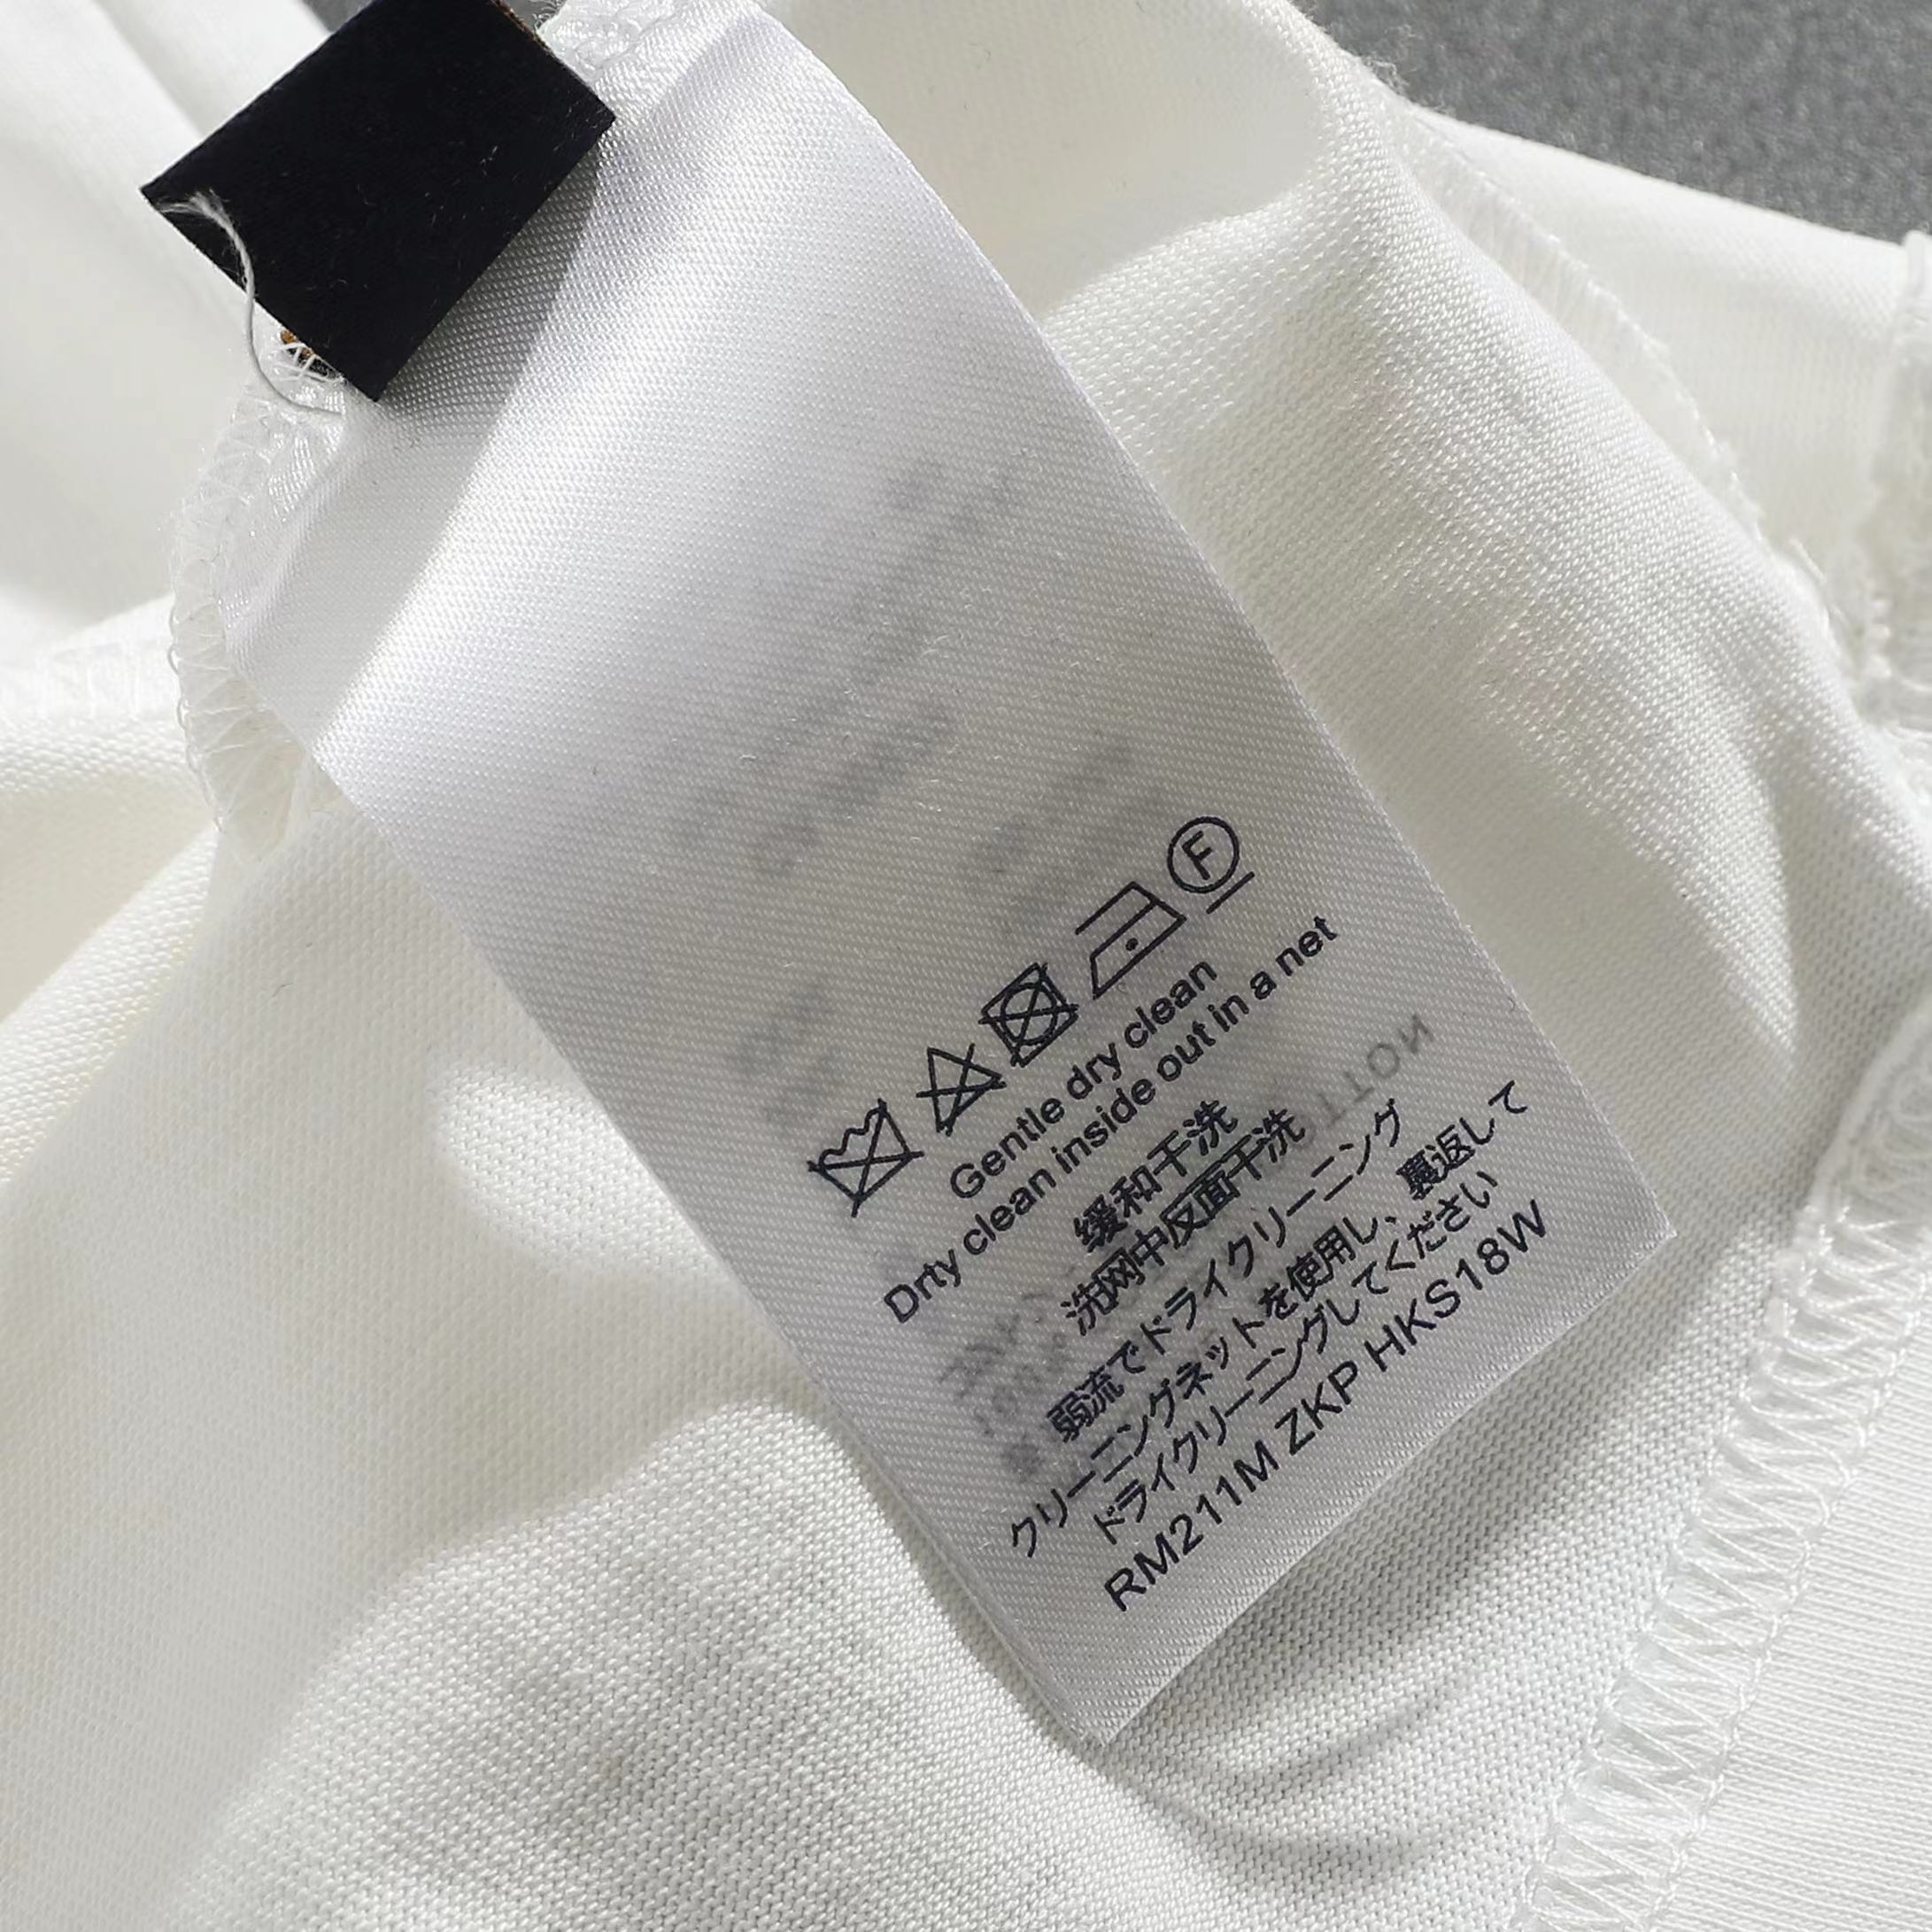 F
Gentle dry clean
Drty clean inside out in a net
缓和干洗
洗网中反面干洗
弱流でドライクリーニング
クリーニングネットを使用し、裏返して
ドライクリーニングしてください
RM211M ZKP HKS18W